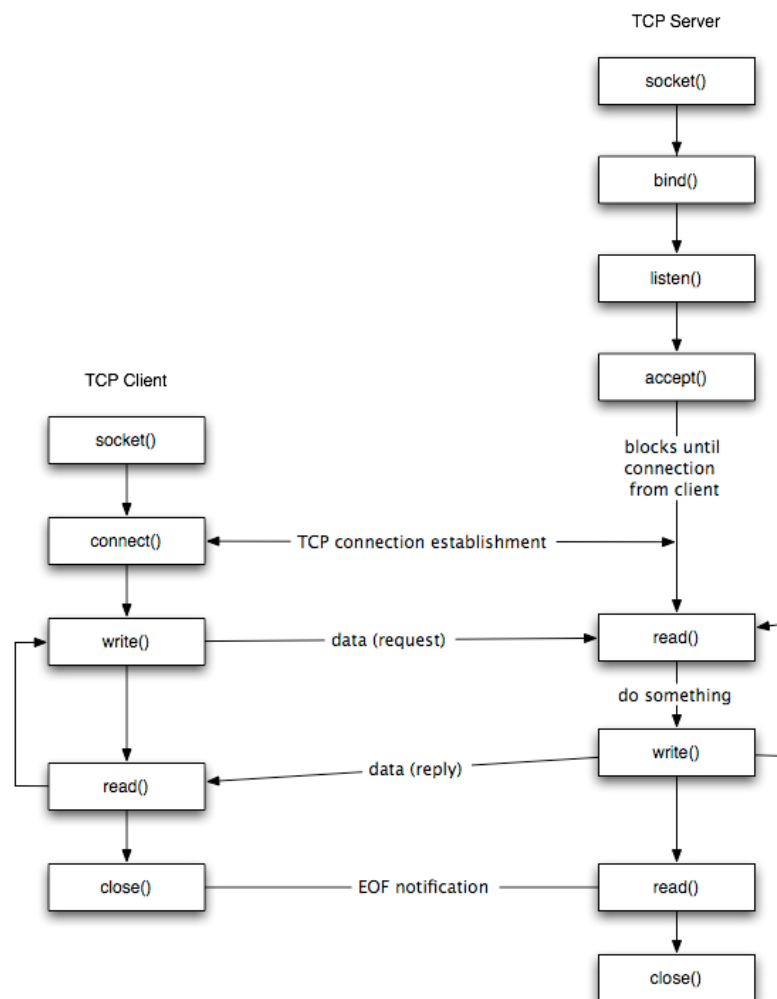 TCP Server
socket()
bind()
listen()
accept()
TCP Client
blocks until
connection
from client
socket()
connect()
TCP connection establishment
write()
data (request)
read()
do something
write()
data (reply)
read()
close()
EOF notification
read()
close()